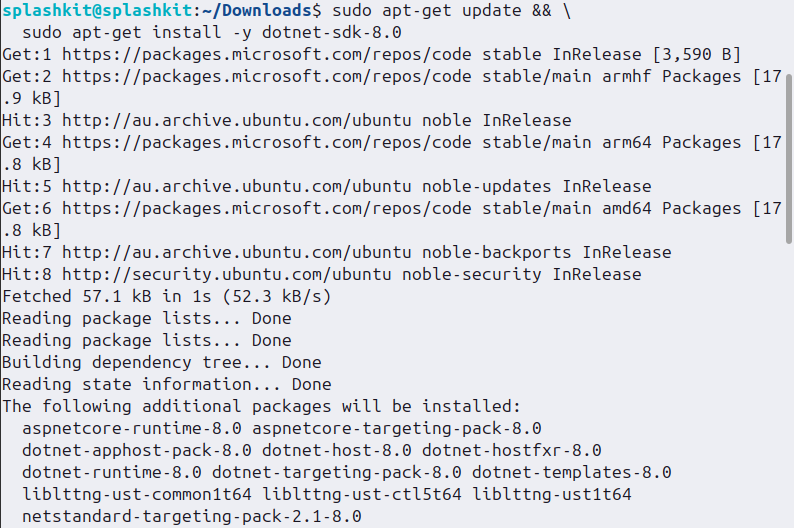 splashkit@splashkit:~/Downloads$ sudo apt-get update && \
  sudo apt-get install -y dotnet-sdk-8.0
Get:1 https://packages.microsoft.com/repos/code stable InRelease [3,590 B]
Get:2 https://packages.microsoft.com/repos/code stable/main armhf Packages [17
.9 kB]
Hit:3 http://au.archive.ubuntu.com/ubuntu noble InRelease
Get:4 https://packages.microsoft.com/repos/code stable/main arm64 Packages [17
.8 kB]
Hit:5 http://au.archive.ubuntu.com/ubuntu noble-updates InRelease
Get:6 https://packages.microsoft.com/repos/code stable/main amd64 Packages [17
.8 kB]
Hit:7 http://au.archive.ubuntu.com/ubuntu noble-backports InRelease
Hit:8 http://security.ubuntu.com/ubuntu noble-security InRelease
Fetched 57.1 kB in 1s (52.3 kB/s)
Reading package lists... Done
Reading package lists... Done
Building dependency tree... Done
Reading state information... Done
The following additional packages will be installed:
  aspnetcore-runtime-8.0 aspnetcore-targeting-pack-8.0
  dotnet-apphost-pack-8.0 dotnet-host-8.0 dotnet-hostfxr-8.0
  dotnet-runtime-8.0 dotnet-targeting-pack-8.0 dotnet-templates-8.0
  liblttng-ust-common1t64 liblttng-ust-ctl5t64 liblttng-ust1t64
  netstandard-targeting-pack-2.1-8.0